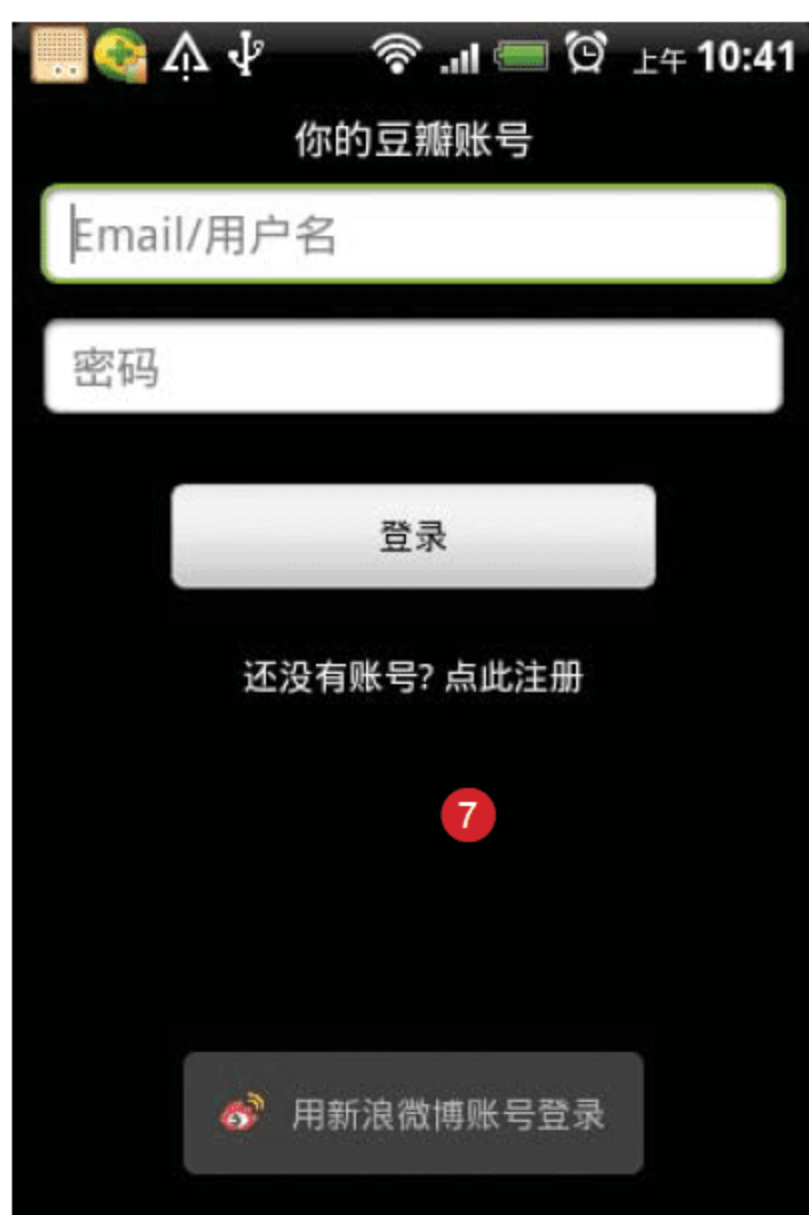 上午 10:41
你的豆瓣账号
Email/用户名
密码
登录
还没有账号? 点此注册
7
用新浪微博账号登录